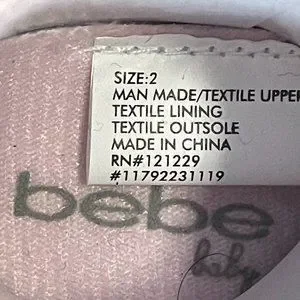 SIZE:2
MAN MADE/TEXTILE UPPER
TEXTILE LINING
TEXTILE OUTSOLE
MADE IN CHINA
RN#121229
#11792231119
bebe
baby